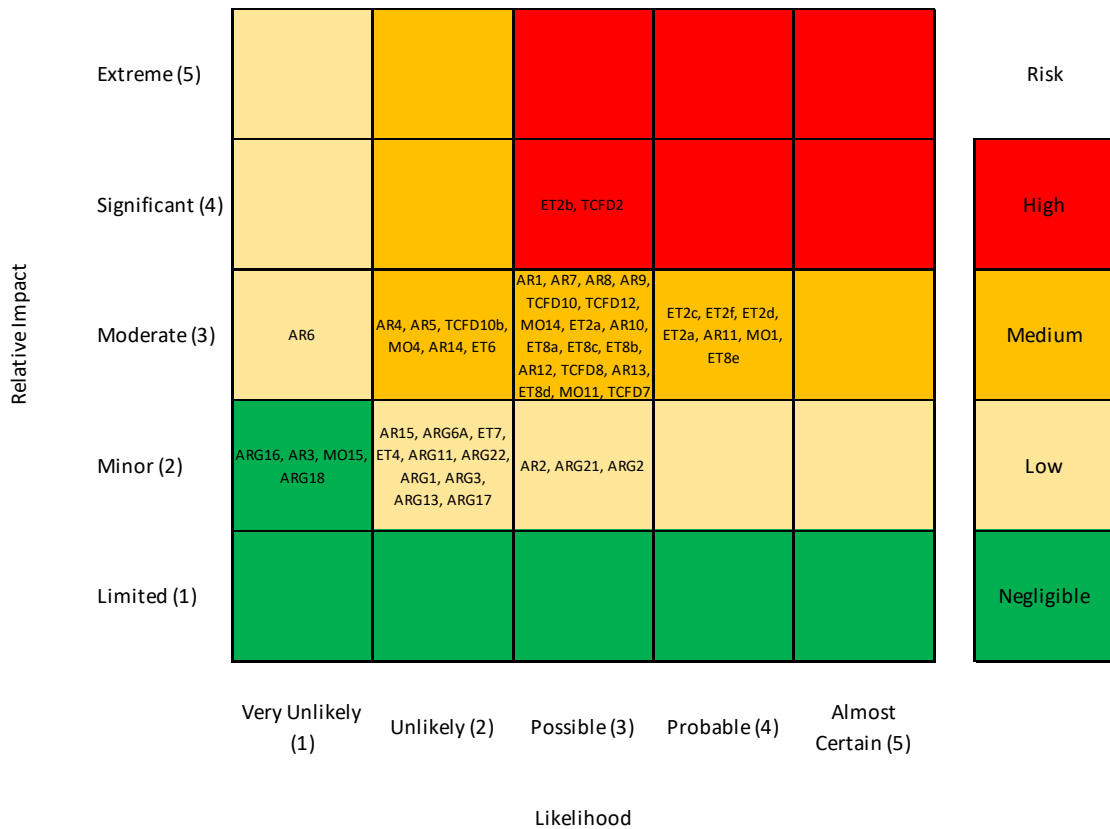 Extreme (5)
Risk
Significant (4)
ET2b, TCFD2
High
Relative Impact
Moderate (3)
AR6
AR4, AR5, TCFD10b,
MO4, AR14, ET6
AR1, AR7, AR8, AR9,
TCFD10, TCFD12,
MO14, ET2a, AR10,
ET8a, ET8c, ET8b,
AR12, TCFD8, AR13,
ET8d, MO11, TCFD7
ET2c, ET2f, ET2d,
ET2a, AR11, MO1,
ET8e
Medium
Minor (2)
ARG16, AR3, MO15,
ARG18
AR15, ARG6A, ET7,
ET4, ARG11, ARG22,
ARG1, ARG3,
ARG13, ARG17
AR2, ARG21, ARG2
Low
Limited (1)
Negligible
Very Unlikely
(1)
Unlikely (2)
Possible (3)
Probable (4)
Almost
Certain (5)
Likelihood